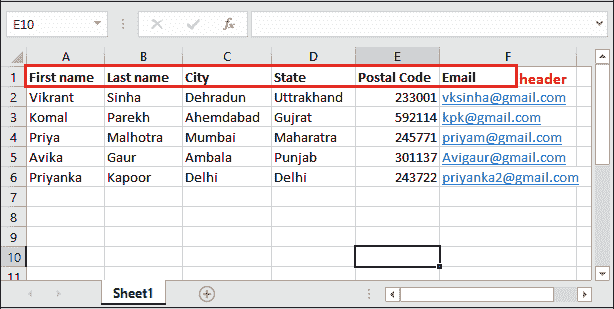 E10 fx
A B C D E F
1 First name Last name City State Postal Code Email header
2 Vikrant Sinha Dehradun Uttrakhand 233001 vksinha@gmail.com
3 Komal Parekh Ahemdabad Gujrat 592114 kpk@gmail.com
4 Priya Malhotra Mumbai Maharatra 245771 priyam@gmail.com
5 Avika Gaur Ambala Punjab 301137 Avigaur@gmail.com
6 Priyanka Kapoor Delhi Delhi 243722 priyanka2@gmail.com
7
8
9
10
11
Sheet1